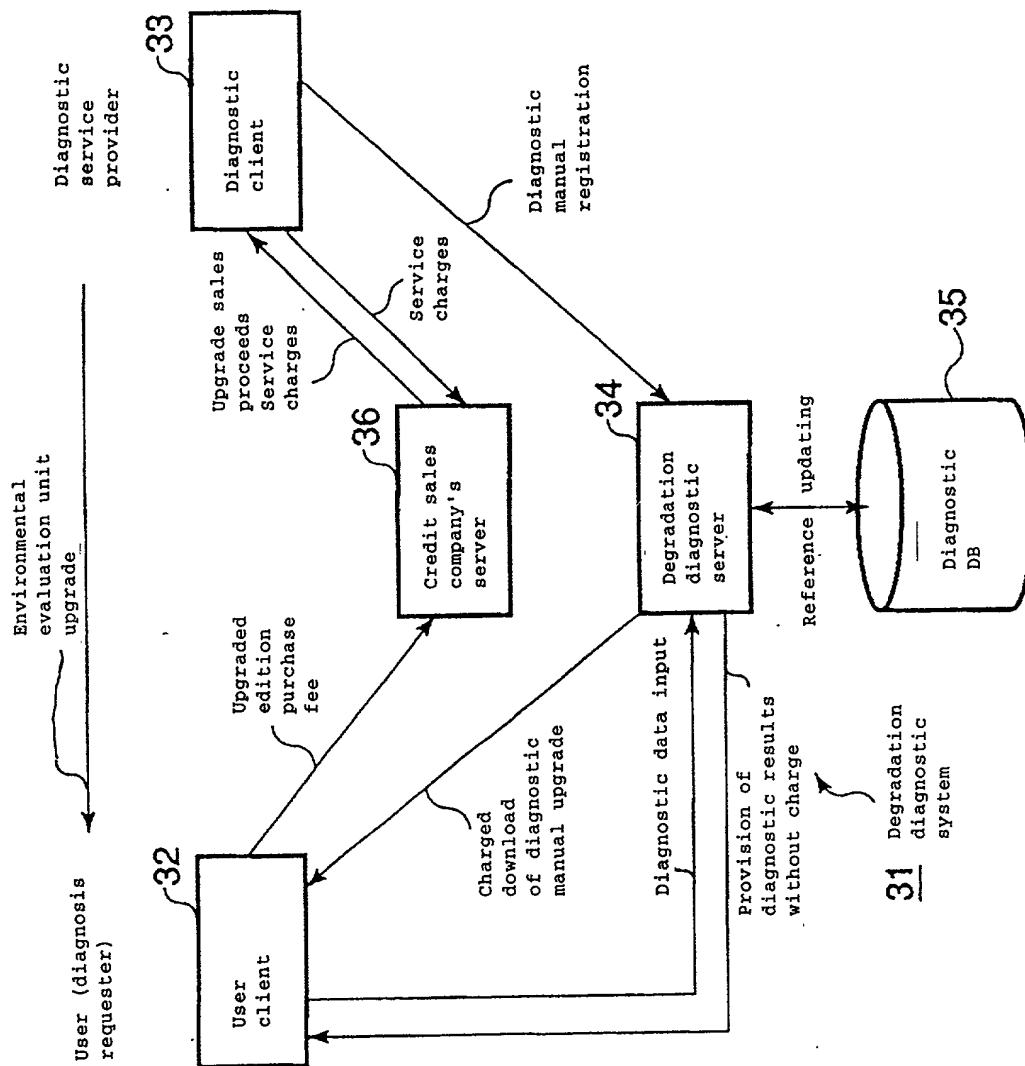 User (diagnosis
requester)
Environmental
evaluation unit
upgrade
Diagnostic
service
provider
32
User
client
33
Diagnostic
client
Upgraded
edition
purchase
fee
36
Credit sales
company's
server
Upgrade sales
proceeds
Service
charges
Service
charges
Charged
download
of diagnostic
manual upgrade
34
Degradation
diagnostic
server
Diagnostic
manual
registration
Diagnostic data input
Provision of
diagnostic results
without charge
Reference updating
35
Diagnostic
DB
31 Degradation
diagnostic
system